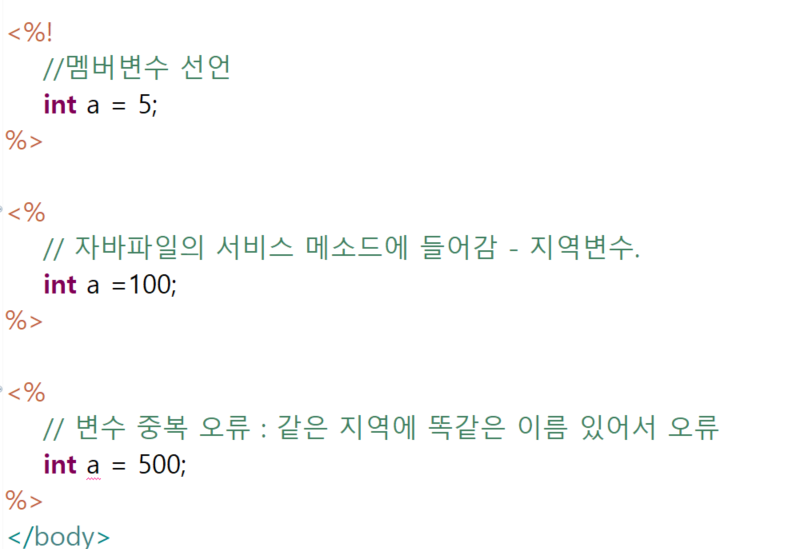 <%!
//멤버변수 선언
int a = 5;
%>
<%
// 자바파일의 서비스 메소드에 들어감 - 지역변수.
int a =100;
%>
<%
// 변수 중복 오류 : 같은 지역에 똑같은 이름 있어서 오류
int a = 500;
%>
</body>